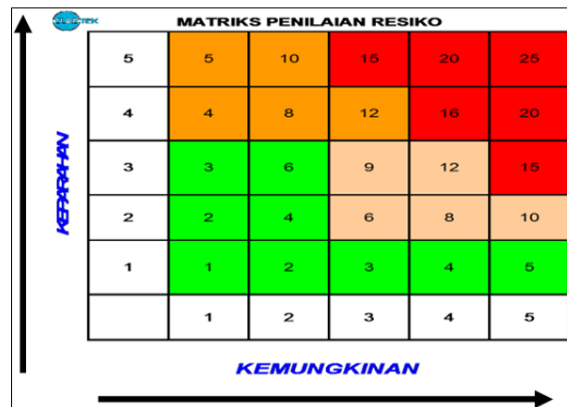 MATRIKS PENILAIAN RESIKO
5 5 10 15 20 25
4 4 8 12 16 20
KEPARAHAN
3 3 6 9 12 15
2 2 4 6 8 10
1 1 2 3 4 5
1 2 3 4 5
KEMUNGKINAN